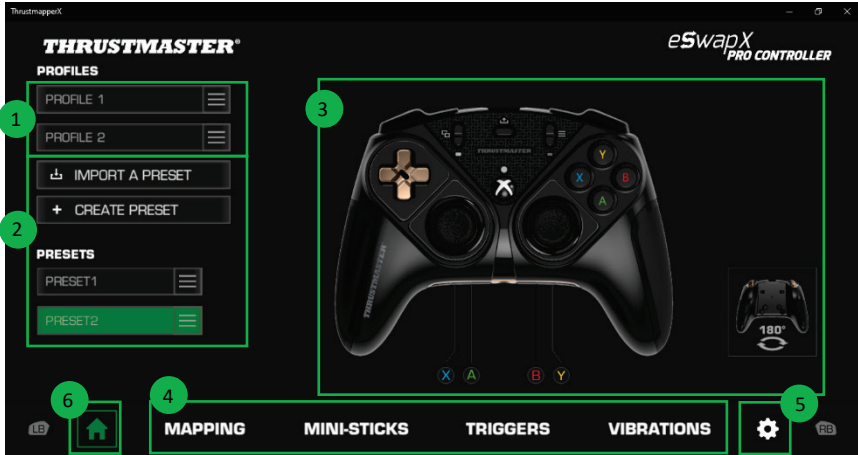 ThrustmapperX
THRUSTMASTER®
eSwapX
PRO CONTROLLER
PROFILES
1
PROFILE 1
PROFILE 2
2
IMPORT A PRESET
+ CREATE PRESET
PRESETS
PRESET1
PRESET2
3
THRUSTMASTER
Y
X
B
A
THRUSTMASTER
X A B Y
180°
6
4
5
LB
MAPPING
MINI-STICKS
TRIGGERS
VIBRATIONS
RB